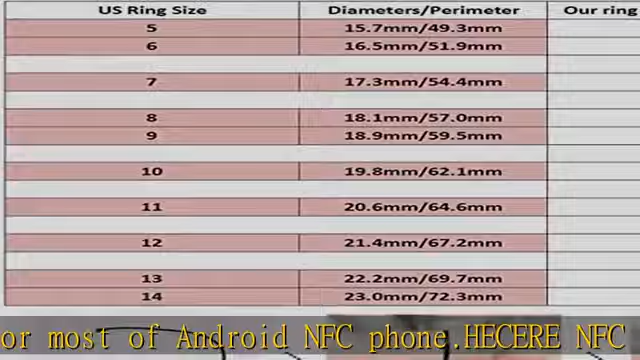 US Ring Size Diameters/Perimeter Our ring
5 15.7mm/49.3mm
6 16.5mm/51.9mm
7 17.3mm/54.4mm
8 18.1mm/57.0mm
9 18.9mm/59.5mm
10 19.8mm/62.1mm
11 20.6mm/64.6mm
12 21.4mm/67.2mm
13 22.2mm/69.7mm
14 23.0mm/72.3mm
or most of Android NFC phone.HECERE NFC